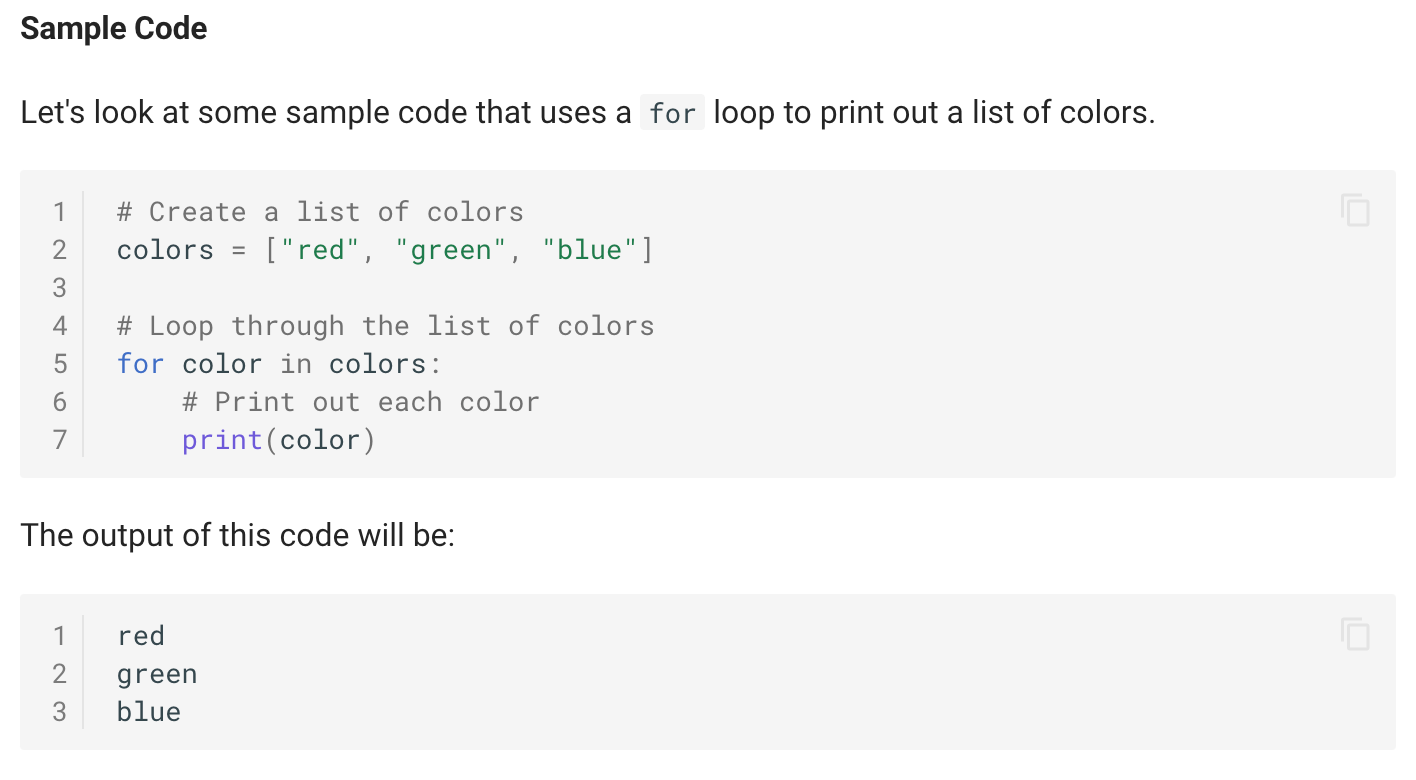 Sample Code
Let's look at some sample code that uses a for loop to print out a list of colors.
1 # Create a list of colors
2 colors = ["red", "green", "blue"]
3
4 # Loop through the list of colors
5 for color in colors:
6     # Print out each color
7     print(color)
The output of this code will be:
1 red
2 green
3 blue